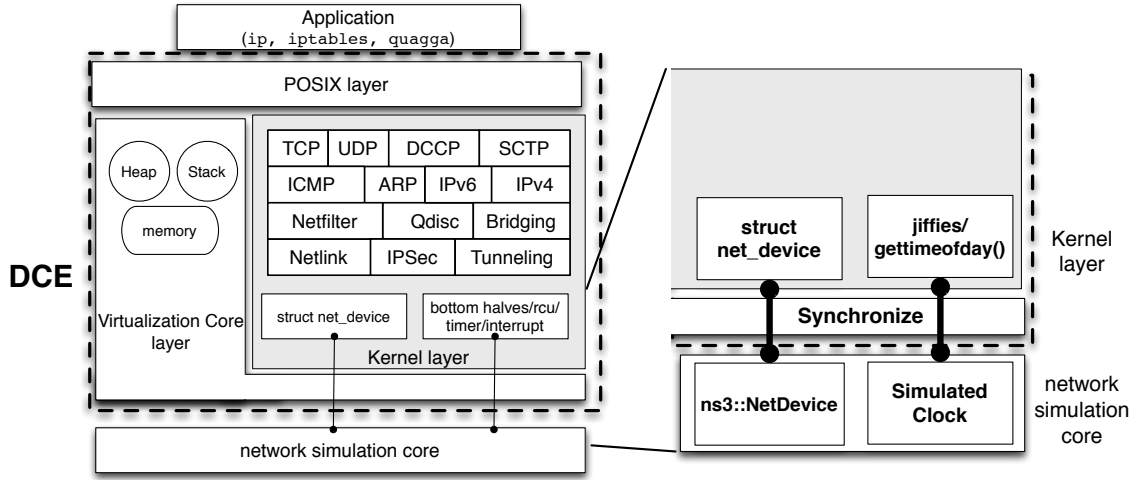 Application
(ip, iptables, quagga)
POSIX layer
DCE
Heap
Stack
memory
Virtualization Core
layer
TCP
UDP
DCCP
SCTP
ICMP
ARP
IPv6
IPv4
Netfilter
Qdisc
Bridging
Netlink
IPSec
Tunneling
struct net_device
bottom halves/rcu/
timer/interrupt
Kernel layer
network simulation core
struct
net_device
jiffies/
gettimeofday()
Kernel
layer
Synchronize
ns3::NetDevice
Simulated
Clock
network
simulation
core